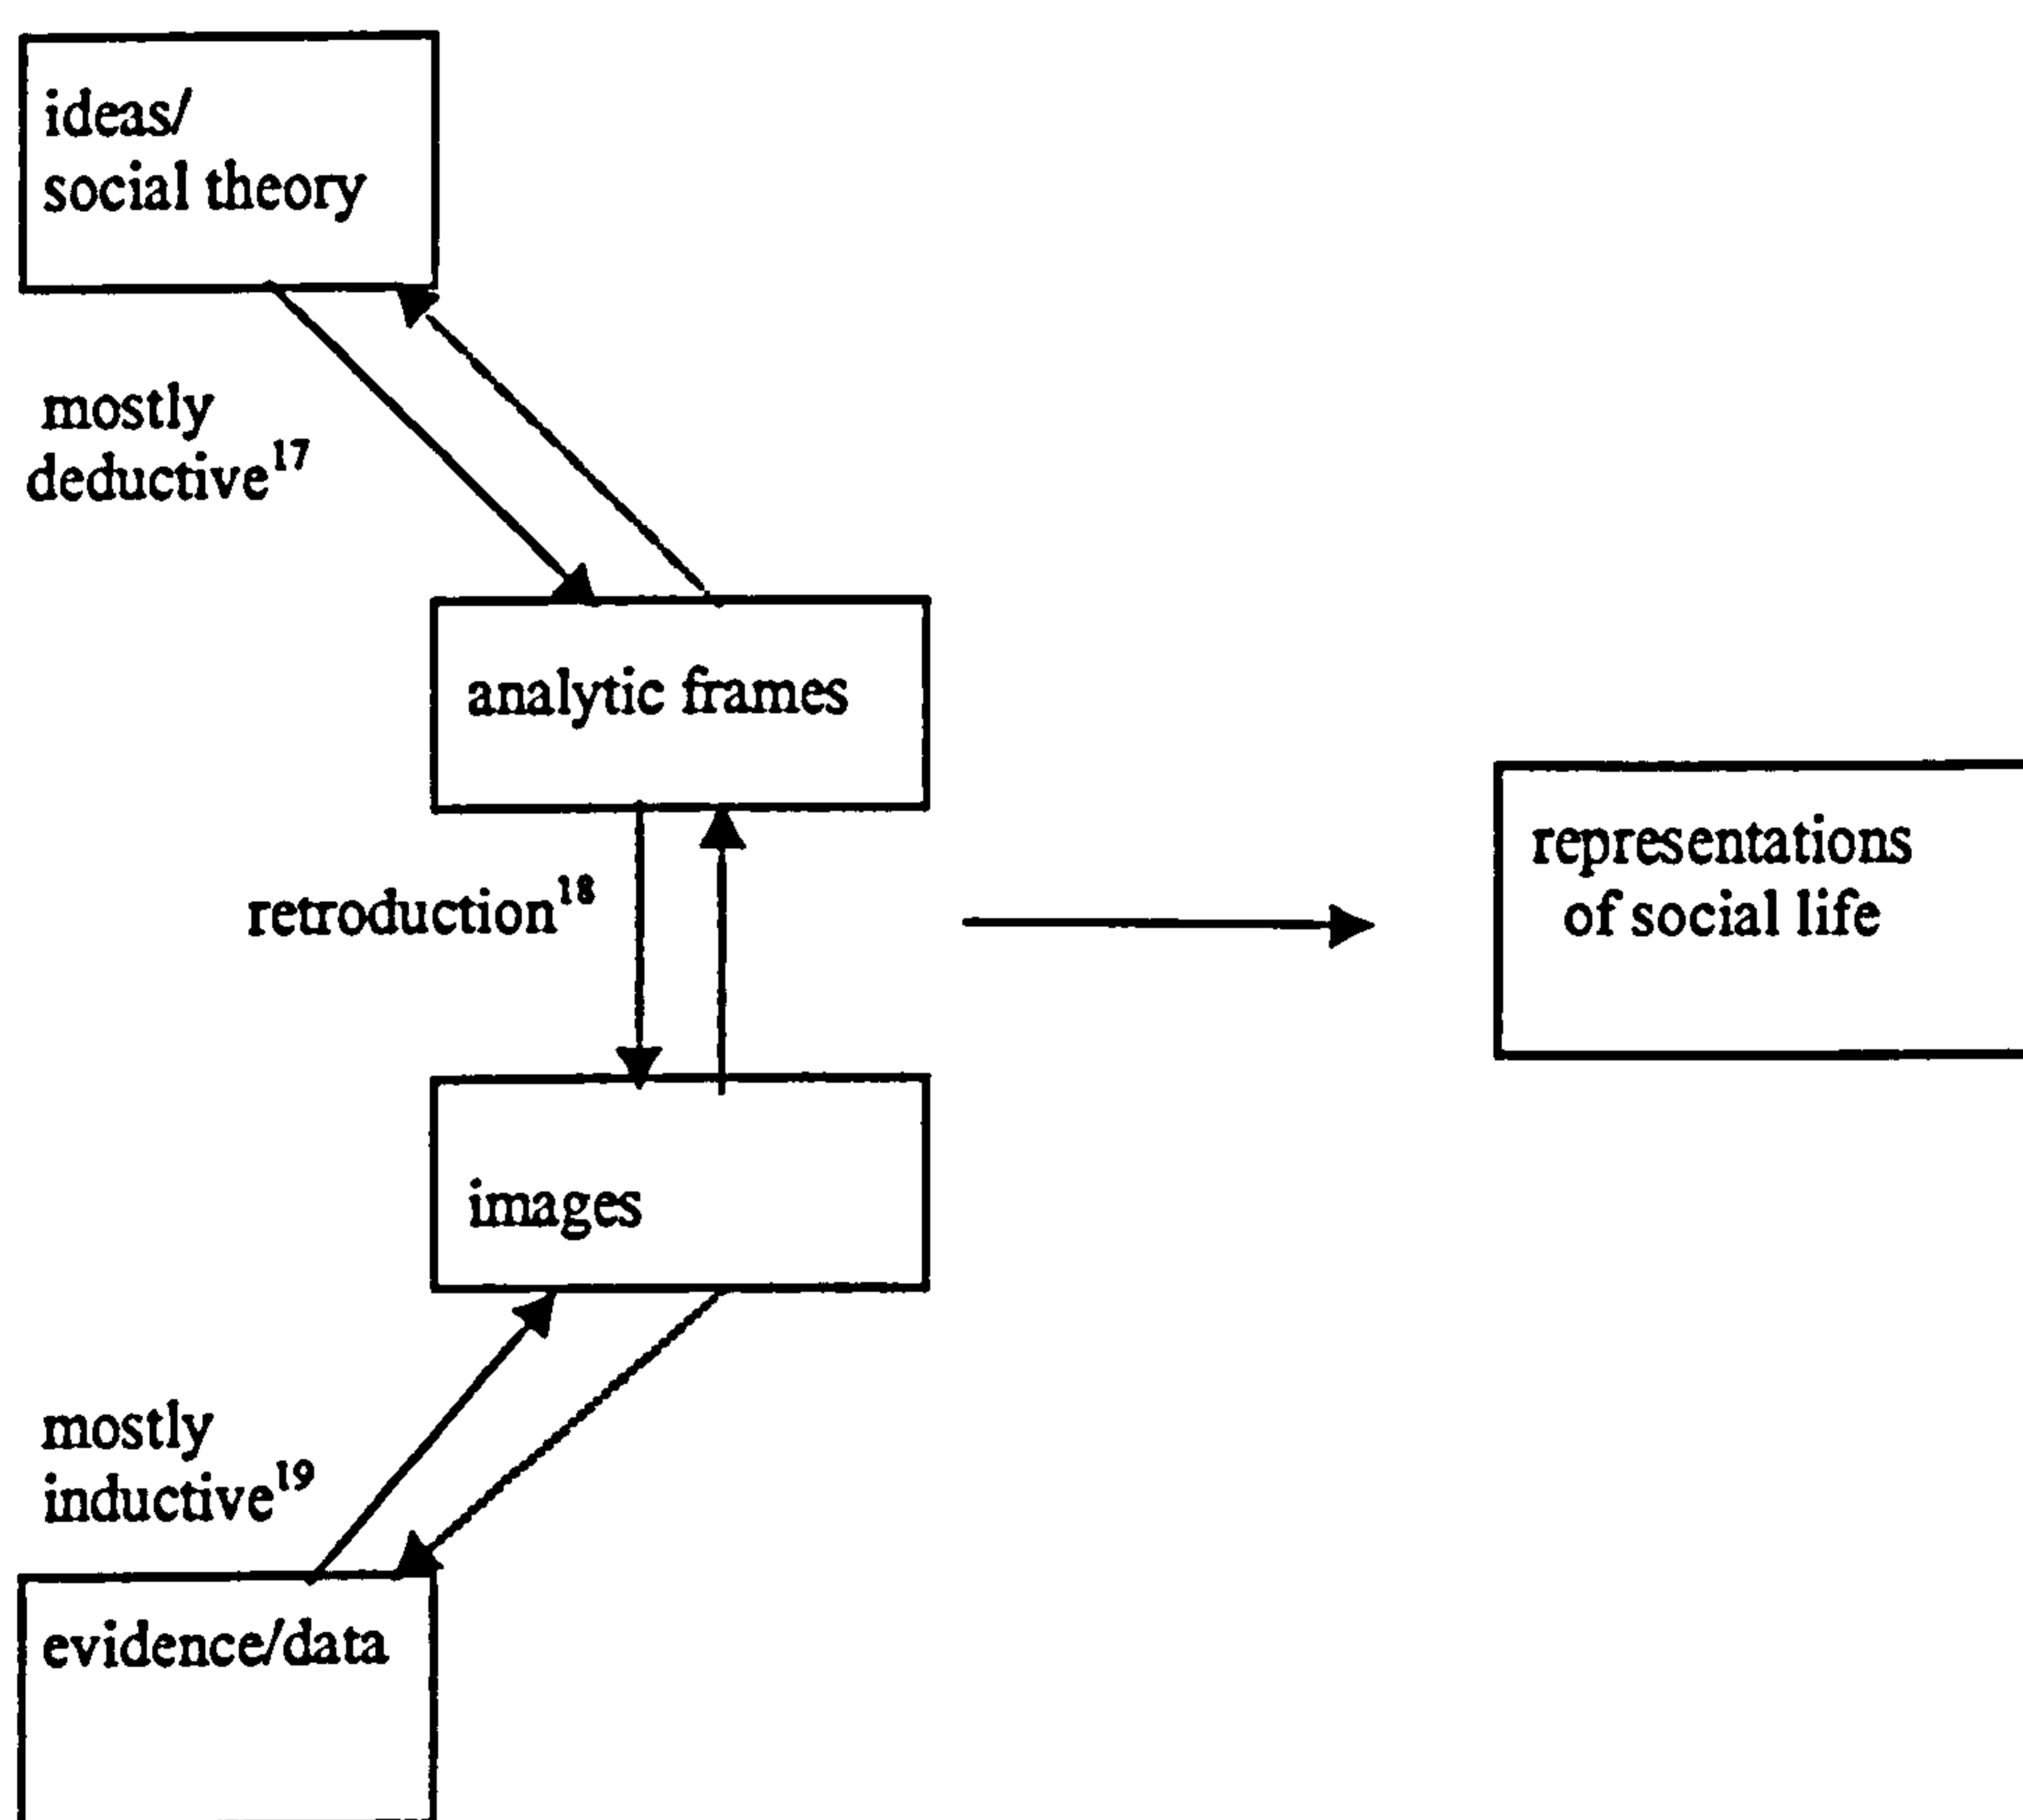 ideas/
social theory
mostly
deductive¹⁷
analytic frames
retroduction¹⁸
representations
of social life
images
mostly
inductive¹⁹
evidence/data